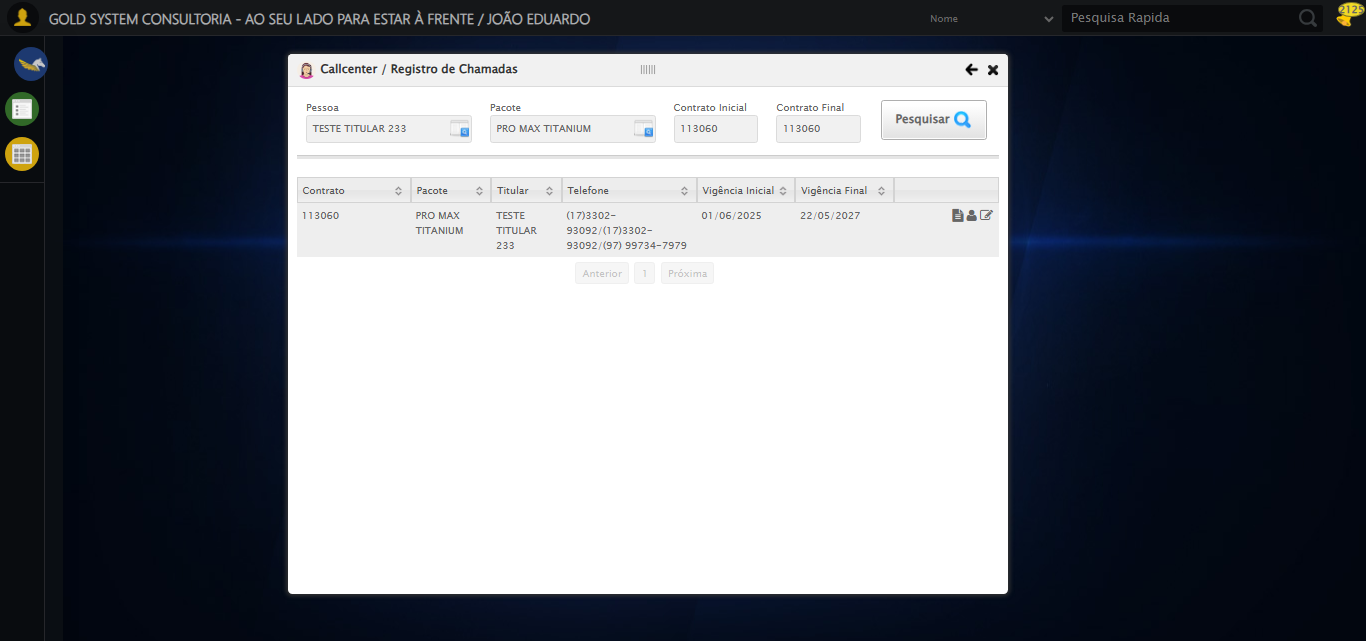 GOLD SYSTEM CONSULTORIA - AO SEU LADO PARA ESTAR À FRENTE / JOÃO EDUARDO
Nome
Pesquisa Rapida
2125
Callcenter / Registro de Chamadas
Pessoa
Pacote
Contrato Inicial
Contrato Final
TESTE TITULAR 233
PRO MAX TITANIUM
113060
113060
Pesquisar
Contrato
Pacote
Titular
Telefone
Vigência Inicial
Vigência Final
113060
PRO MAX
TITANIUM
TESTE
TITULAR
233
(17)3302-
93092/(17)3302-
93092/(97) 99734-7979
01/06/2025
22/05/2027
Anterior
1
Próxima